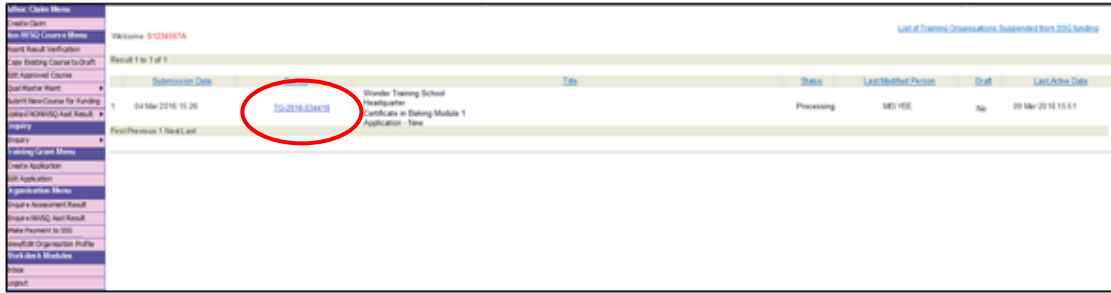 Adhoc Claim Menu
Create Claim
Non-WSQ Course Menu
Asmt Result Verification
Copy Existing Course to Draft
Edit Approved Course
Qual Master Maint
Submit New Course for Funding
Upload NONWSQ Asst Result
Enquiry
Enquiry
Training Grant Menu
Create Application
Edit Application
Organisation Menu
Enquire Assessment Result
Enquire NWSQ Asst Result
Make Payment to SSG
View/Edit Organisation Profile
Workdesk Modules
Inbox
Logout
Welcome S1234567A
List of Training Organisations Suspended from SSG funding
Result 1 to 1 of 1
Submission Date Title Status Last Modified Person Draft Last Active Date
1 04 Mar 2016 15:26 TG-2016-034418 Wonder Training School
Headquarter
Certificate in Baking Module 1
Application - New
Processing MEI YEE No 09 Mar 2016 15:51
First Previous 1 Next Last